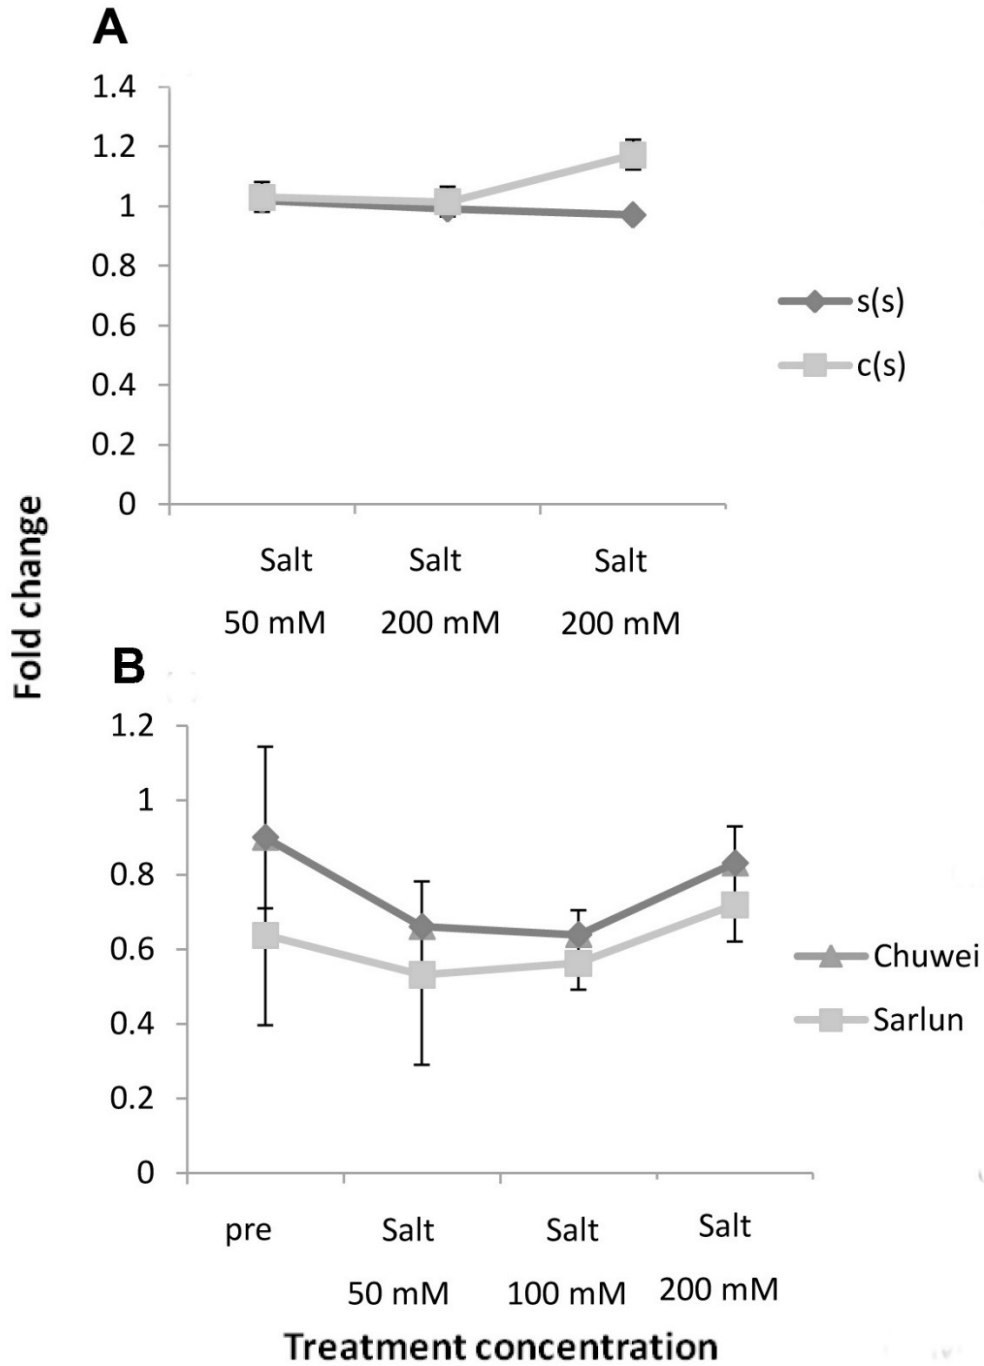 A
1.4
1.2
1
0.8
0.6
0.4
0.2
0
s(s)
c(s)
Salt Salt Salt
50 mM 200 mM 200 mM
Fold change
B
1.2
1
0.8
0.6
0.4
0.2
0
Chuwei
Sarlun
pre Salt Salt Salt
50 mM 100 mM 200 mM
Treatment concentration